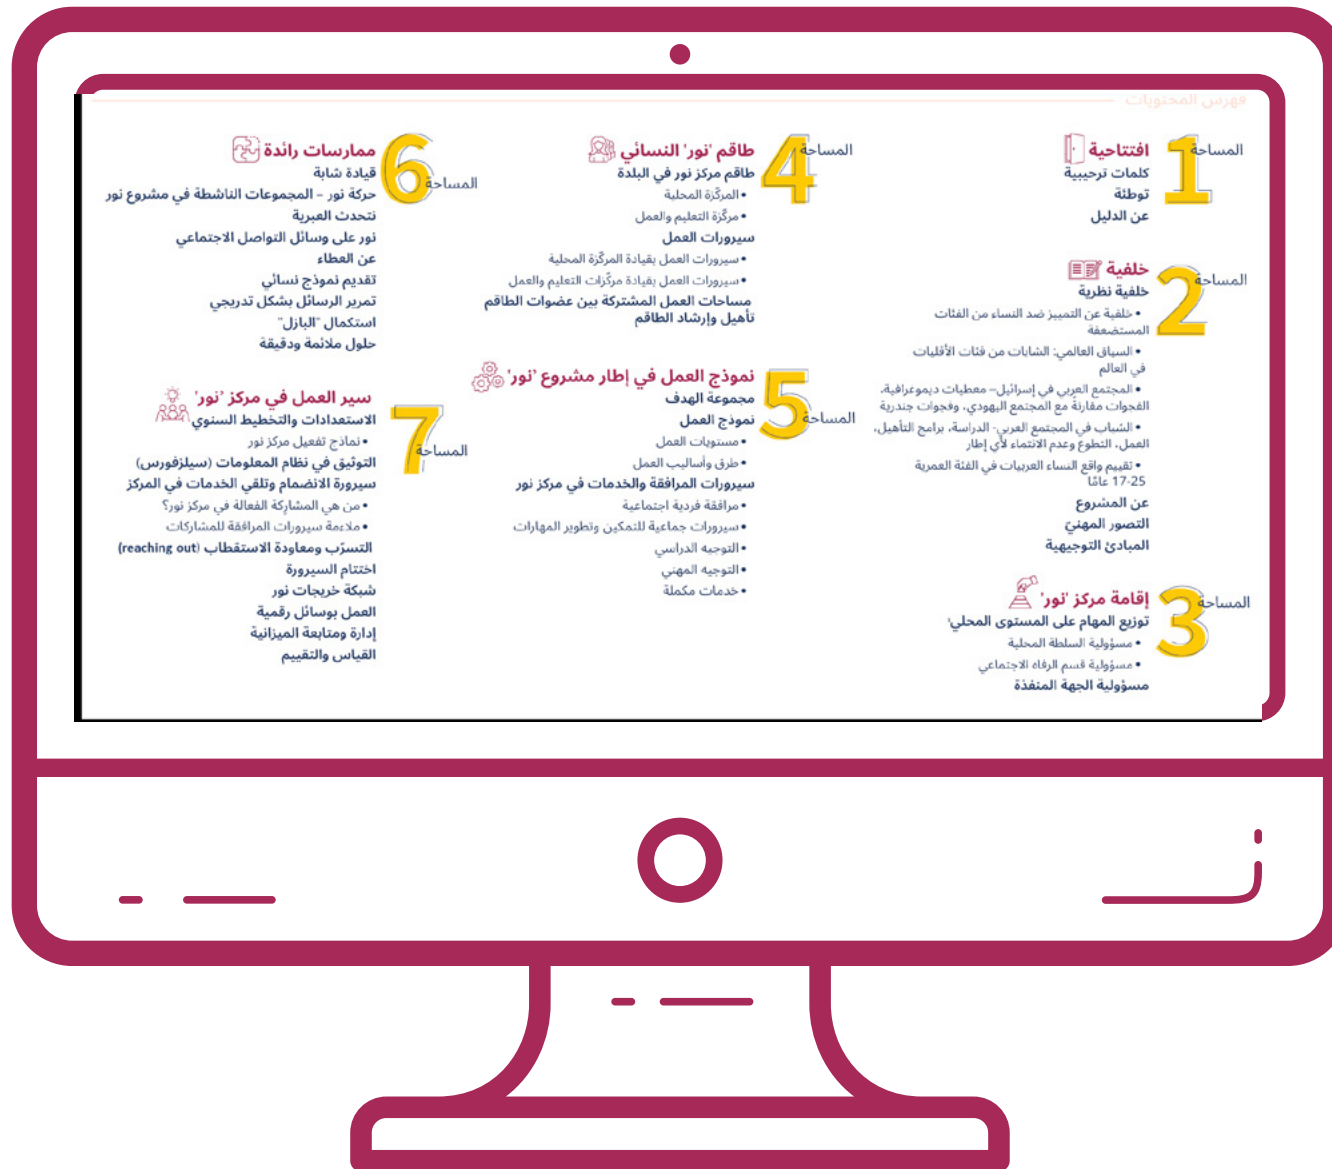 فهرس المحتويات
المساحة 1
افتتاحية
كلمات ترحيبية
توطئة
عن الدليل
المساحة 2
خلفية
خلفية نظرية
• خلفية عن التمييز ضد النساء من الفئات
المستضعفة
• السياق العالمي: الشابات من فئات الأقليات
في العالم
• المجتمع العربي في إسرائيل– معطيات ديموغرافية،
الفجوات مقارنةً مع المجتمع اليهودي، وفجوات جندرية
• الشباب في المجتمع العربي- الدراسة، برامج التأهيل،
العمل، التطوع وعدم الانتماء لأي إطار
• تقييم واقع النساء العربيات في الفئة العمرية
17-25 عامًا
عن المشروع
التصور المهنيّ
المبادئ التوجيهية
المساحة 3
إقامة مركز 'نور'
توزيع المهام على المستوى المحلي'
• مسؤولية السلطة المحلية
• مسؤولية قسم الرفاه الاجتماعي
مسؤولية الجهة المنفذة
المساحة 4
طاقم 'نور' النسائي
طاقم مركز نور في البلدة
• المركّزة المحلية
• مركّزة التعليم والعمل
سيرورات العمل
• سيرورات العمل بقيادة المركّزة المحلية
• سيرورات العمل بقيادة مركّزات التعليم والعمل
مساحات العمل المشتركة بين عضوات الطاقم
تأهيل وإرشاد الطاقم
المساحة 5
نموذج العمل في إطار مشروع 'نور'
مجموعة الهدف
نموذج العمل
• مستويات العمل
• طرق وأساليب العمل
سيرورات المرافقة والخدمات في مركز نور
• مرافقة فردية اجتماعية
• سيرورات جماعية للتمكين وتطوير المهارات
• التوجيه الدراسي
• التوجيه المهني
• خدمات مكملة
المساحة 6
ممارسات رائدة
قيادة شابة
حركة نور – المجموعات الناشطة في مشروع نور
نتحدث العبرية
نور على وسائل التواصل الاجتماعي
عن العطاء
تقديم نموذج نسائي
تمرير الرسائل بشكل تدريجي
استكمال "البازل"
حلول ملائمة ودقيقة
المساحة 7
سير العمل في مركز 'نور'
الاستعدادات والتخطيط السنوي
• نماذج تفعيل مركز نور
التوثيق في نظام المعلومات (سيلزفورس)
سيرورة الانضمام وتلقي الخدمات في المركز
• من هي المشاركة الفعالة في مركز نور؟
• ملاءمة سيرورات المرافقة للمشاركات
التسرّب ومعاودة الاستقطاب (reaching out)
اختتام السيرورة
شبكة خريجات نور
العمل بوسائل رقمية
إدارة ومتابعة الميزانية
القياس والتقييم